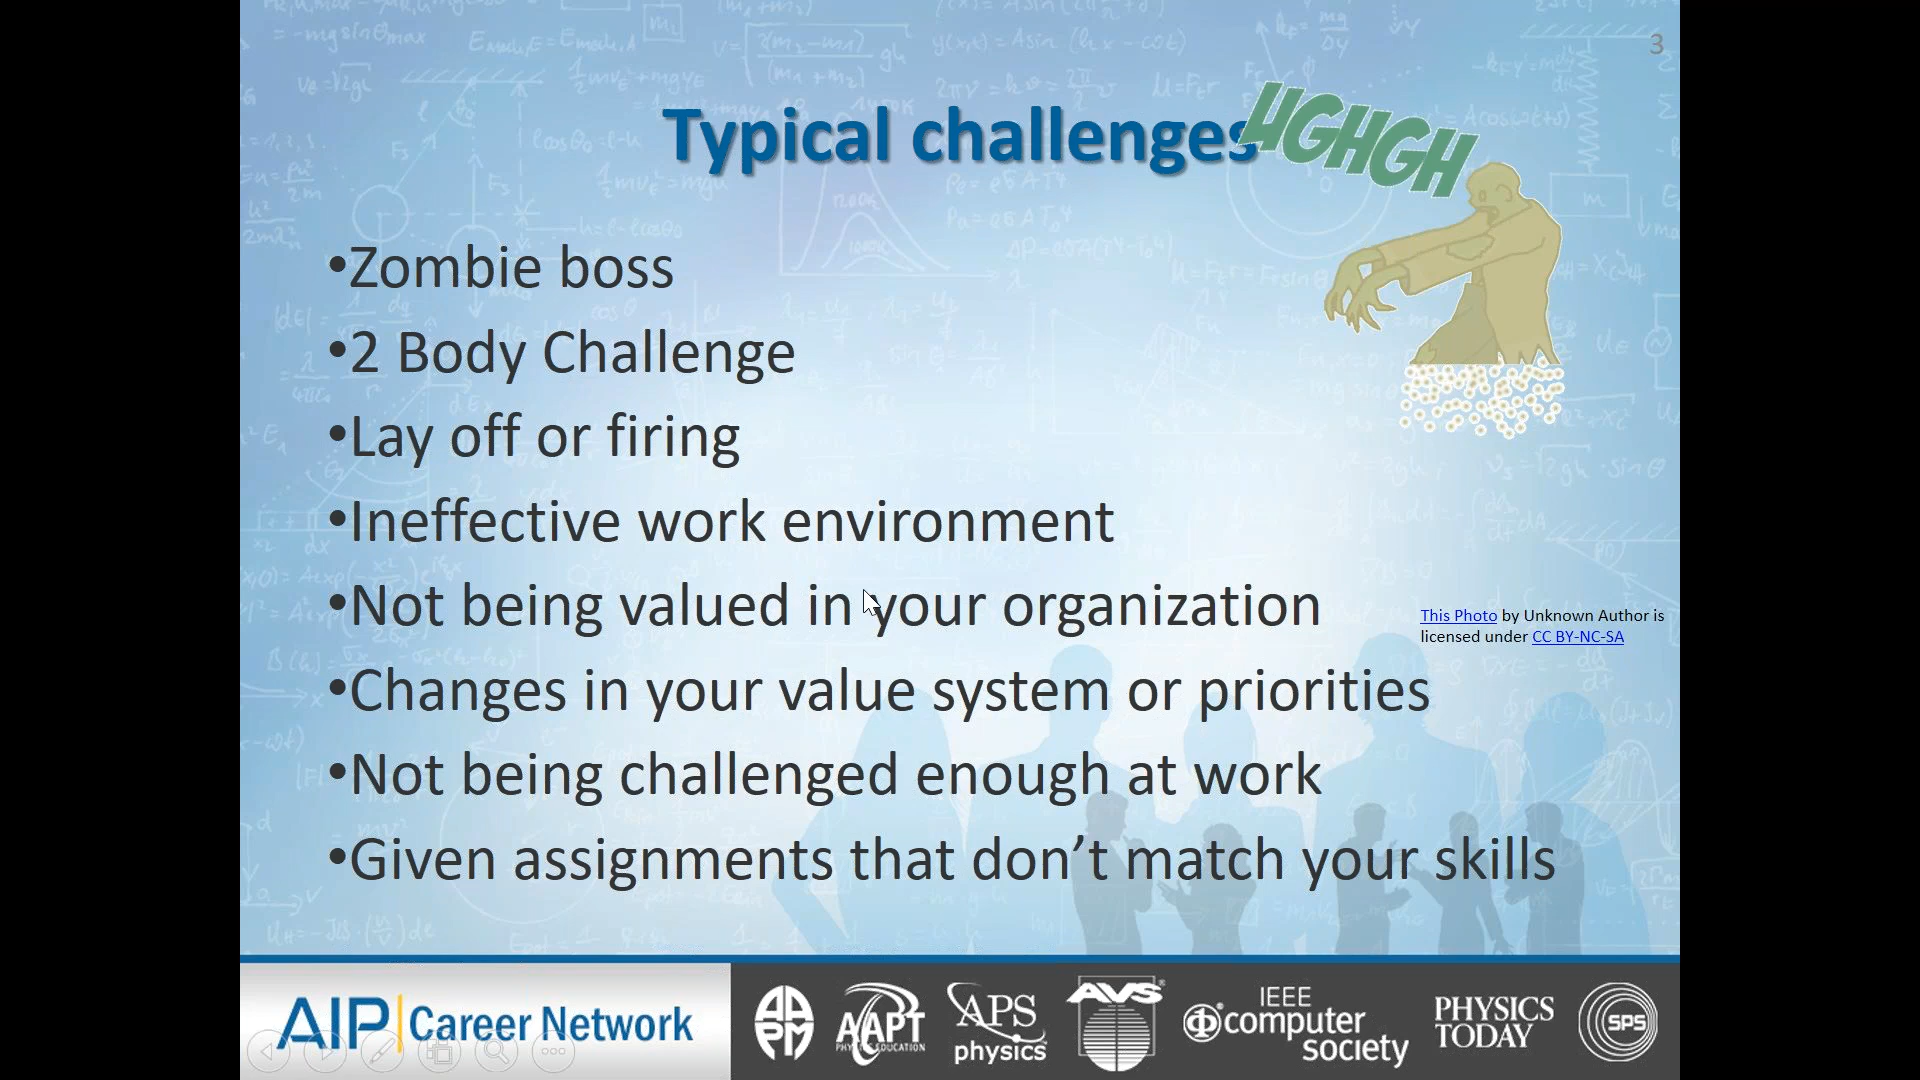 3
Typical challenges
UGHGH
•Zombie boss
•2 Body Challenge
•Lay off or firing
•Ineffective work environment
•Not being valued in your organization
This Photo by Unknown Author is
licensed under CC BY-NC-SA
•Changes in your value system or priorities
•Not being challenged enough at work
•Given assignments that don’t match your skills
AIP|Career Network
AAPM
AAPT
PHYSICS EDUCATION
APS
physics
AVS®
IEEE
computer
society
PHYSICS
TODAY
SPS